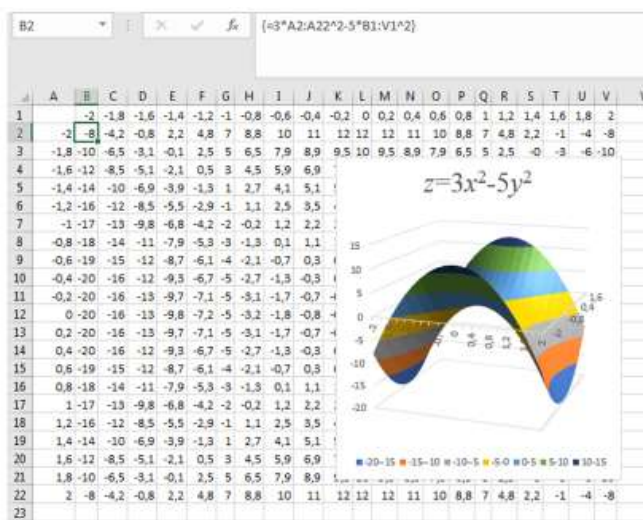 B2 fx {=3*A2:A22^2-5*B1:V1^2}
A B C D E F G H I J K L M N O P Q R S T U V
1 -2 -1,8 -1,6 -1,4 -1,2 -1 -0,8 -0,6 -0,4 -0,2 0 0,2 0,4 0,6 0,8 1 1,2 1,4 1,6 1,8 2
2 -2 -8 -4,2 -0,8 2,2 4,8 7 8,8 10 11 12 12 12 11 10 8,8 7 4,8 2,2 -1 -4 -8
3 -1,8 -10 -6,5 -3,1 -0,1 2,5 5 6,5 7,9 8,9 9,5 10 9,5 8,9 7,9 6,5 5 2,5 -0 -3 -6 -10
4 -1,6 -12 -8,5 -5,1 -2,1 0,5 3 4,5 5,9 6,9
5 -1,4 -14 -10 -6,9 -3,9 -1,3 1 2,7 4,1 5,1
6 -1,2 -16 -12 -8,5 -5,5 -2,9 -1 1,1 2,5 3,5
7 -1 -17 -13 -9,8 -6,8 -4,2 -2 -0,2 1,2 2,2
8 -0,8 -18 -14 -11 -7,9 -5,3 -3 -1,3 0,1 1,1
9 -0,6 -19 -15 -12 -8,7 -6,1 -4 -2,1 -0,7 0,3
10 -0,4 -20 -16 -12 -9,3 -6,7 -5 -2,7 -1,3 -0,3
11 -0,2 -20 -16 -13 -9,7 -7,1 -5 -3,1 -1,7 -0,7
12 0 -20 -16 -13 -9,8 -7,2 -5 -3,2 -1,8 -0,8
13 0,2 -20 -16 -13 -9,7 -7,1 -5 -3,1 -1,7 -0,7
14 0,4 -20 -16 -12 -9,3 -6,7 -5 -2,7 -1,3 -0,3
15 0,6 -19 -15 -12 -8,7 -6,1 -4 -2,1 -0,7 0,3
16 0,8 -18 -14 -11 -7,9 -5,3 -3 -1,3 0,1 1,1
17 1 -17 -13 -9,8 -6,8 -4,2 -2 -0,2 1,2 2,2
18 1,2 -16 -12 -8,5 -5,5 -2,9 -1 1,1 2,5 3,5
19 1,4 -14 -10 -6,9 -3,9 -1,3 1 2,7 4,1 5,1
20 1,6 -12 -8,5 -5,1 -2,1 0,5 3 4,5 5,9 6,9
21 1,8 -10 -6,5 -3,1 -0,1 2,5 5 6,5 7,9 8,9
22 2 -8 -4,2 -0,8 2,2 4,8 7 8,8 10 11 12 12 12 11 10 8,8 7 4,8 2,2 -1 -4 -8
23
z=3x²-5y²
15
10
5
0
-5
-10
-15
-20
-2 0 0,4 0,8 1,2 1,6 2
1,6
0,4
-0,8
-2
-20--15 -15--10 -10--5 -5-0 0-5 5-10 10-15